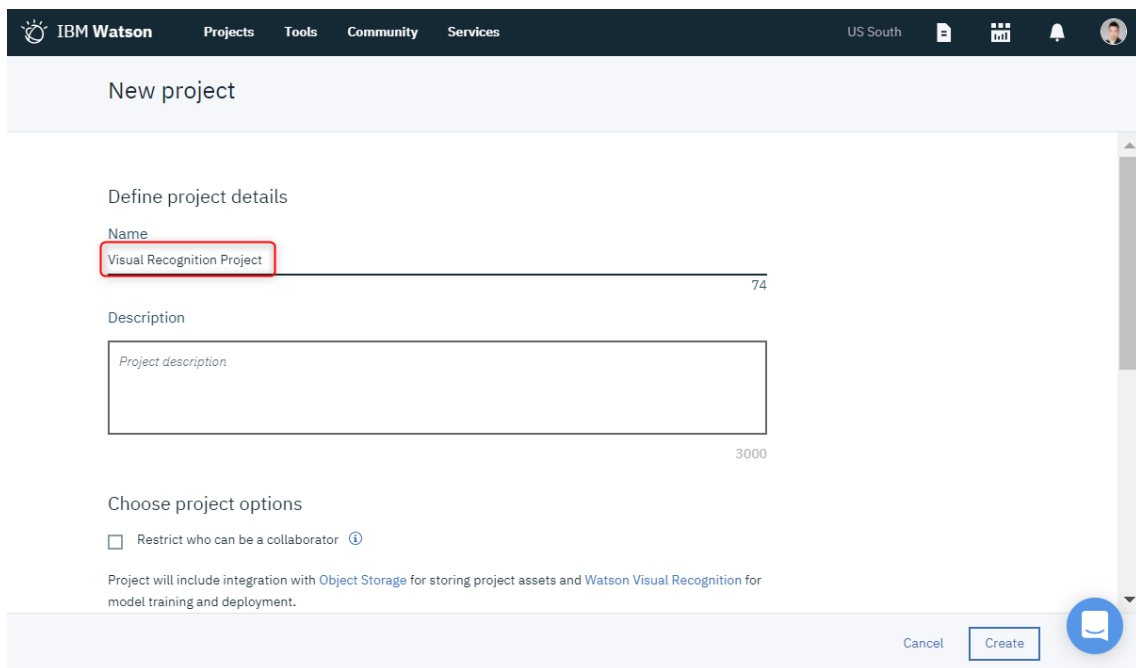 IBM Watson Projects Tools Community Services US South
New project
Define project details
Name
Visual Recognition Project
74
Description
Project description
3000
Choose project options
Restrict who can be a collaborator
Project will include integration with Object Storage for storing project assets and Watson Visual Recognition for
model training and deployment.
Cancel Create